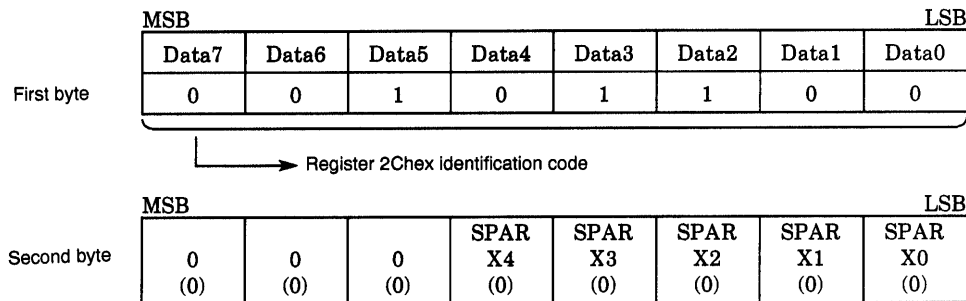 MSB LSB
Data7 Data6 Data5 Data4 Data3 Data2 Data1 Data0
First byte 0 0 1 0 1 1 0 0
Register 2Chex identification code
MSB LSB
SPAR SPAR SPAR SPAR SPAR
Second byte 0 0 0 X4 X3 X2 X1 X0
(0) (0) (0) (0) (0) (0) (0) (0)